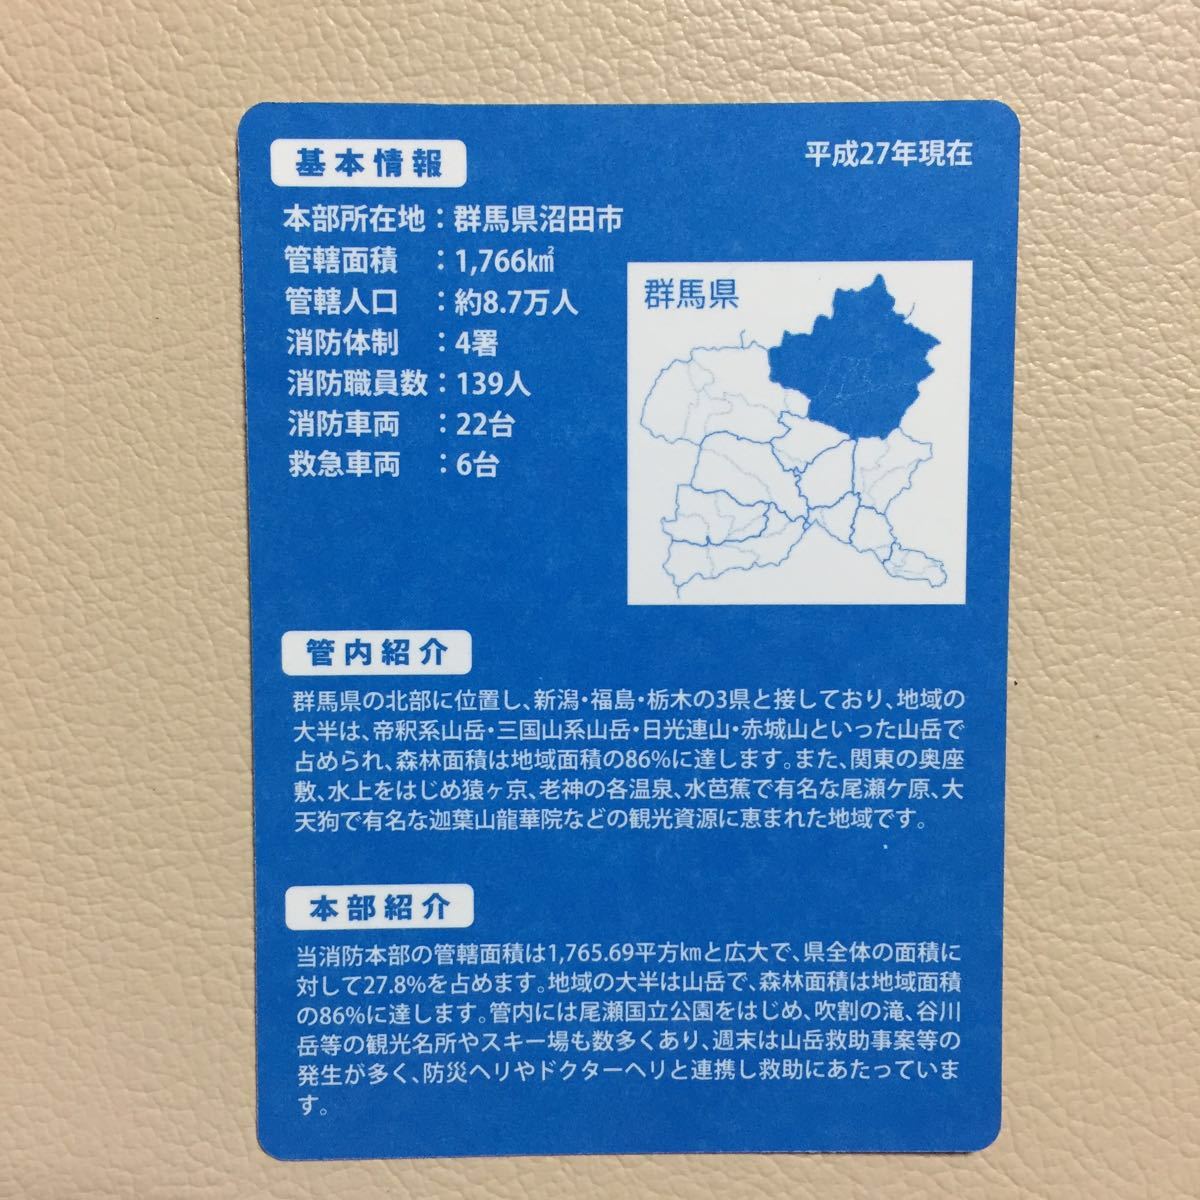 基本情報
平成27年現在
本部所在地：群馬県沼田市
管轄面積　：1,766㎢
管轄人口　：約8.7万人
消防体制　：4署
消防職員数：139人
消防車両　：22台
救急車両　：6台
群馬県
管内紹介
群馬県の北部に位置し、新潟・福島・栃木の3県と接しており、地域の
大半は、帝釈系山岳・三国山系山岳・日光連山・赤城山といった山岳で
占められ、森林面積は地域面積の86%に達します。また、関東の奥座
敷、水上をはじめ猿ヶ京、老神の各温泉、水芭蕉で有名な尾瀬ケ原、大
天狗で有名な迦葉山龍華院などの観光資源に恵まれた地域です。
本部紹介
当消防本部の管轄面積は1,765.69平方㎞と広大で、県全体の面積に
対して27.8%を占めます。地域の大半は山岳で、森林面積は地域面積
の86%に達します。管内には尾瀬国立公園をはじめ、吹割の滝、谷川
岳等の観光名所やスキー場も数多くあり、週末は山岳救助事案等の
発生が多く、防災ヘリやドクターヘリと連携し救助にあたっていま
す。